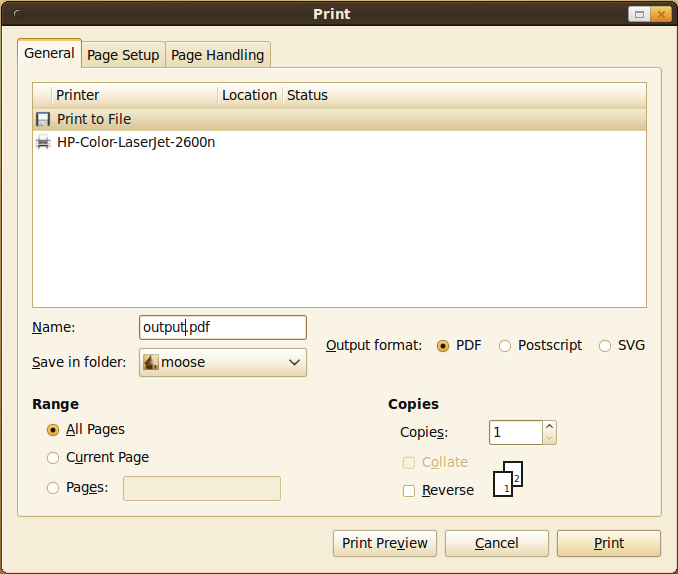 Print
General Page Setup Page Handling
Printer Location Status
Print to File
HP-Color-LaserJet-2600n
Name: output.pdf
Output format: PDF Postscript SVG
Save in folder: moose
Range
All Pages
Current Page
Pages:
Copies
Copies: 1
Collate
Reverse
1 2
Print Preview Cancel Print